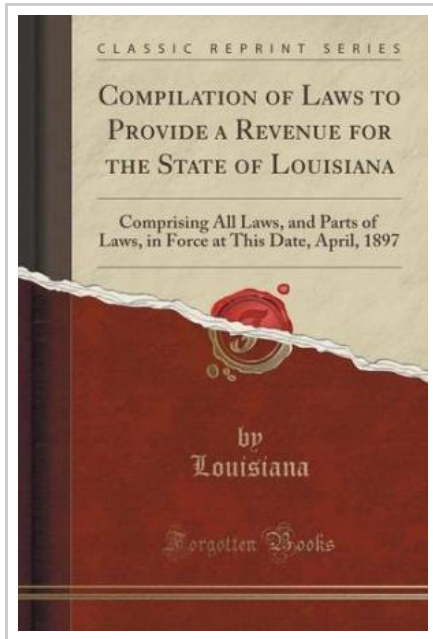 CLASSIC REPRINT SERIES
COMPILATION OF LAWS TO
PROVIDE A REVENUE FOR
THE STATE OF LOUISIANA
Comprising All Laws, and Parts of
Laws, in Force at This Date, April, 1897
by
Louisiana
Forgotten Books